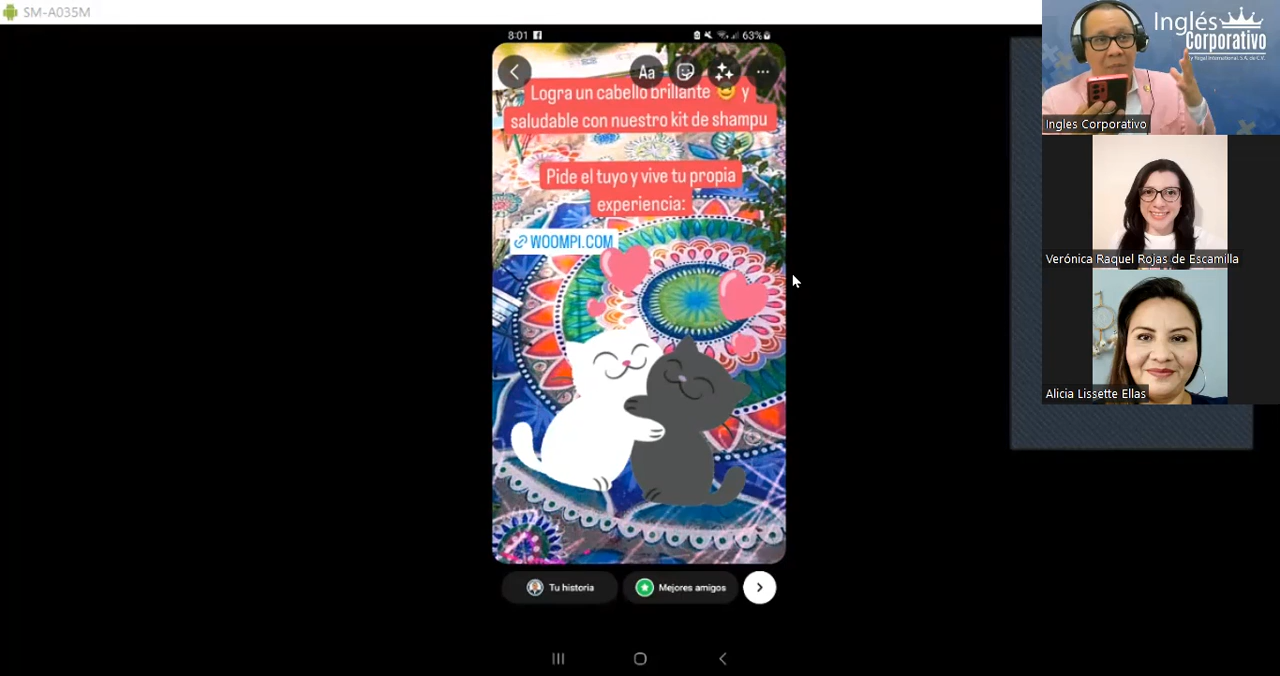 SM-A035M
8:01
63%
Aa
Logra un cabello brillante y
saludable con nuestro kit de shampu
Pide el tuyo y vive tu propia
experiencia:
WOOMPI.COM
Tu historia
Mejores amigos
Inglés
Corporativo
Ingles Corporativo
Verónica Raquel Rojas de Escamilla
Alicia Lissette Ellas